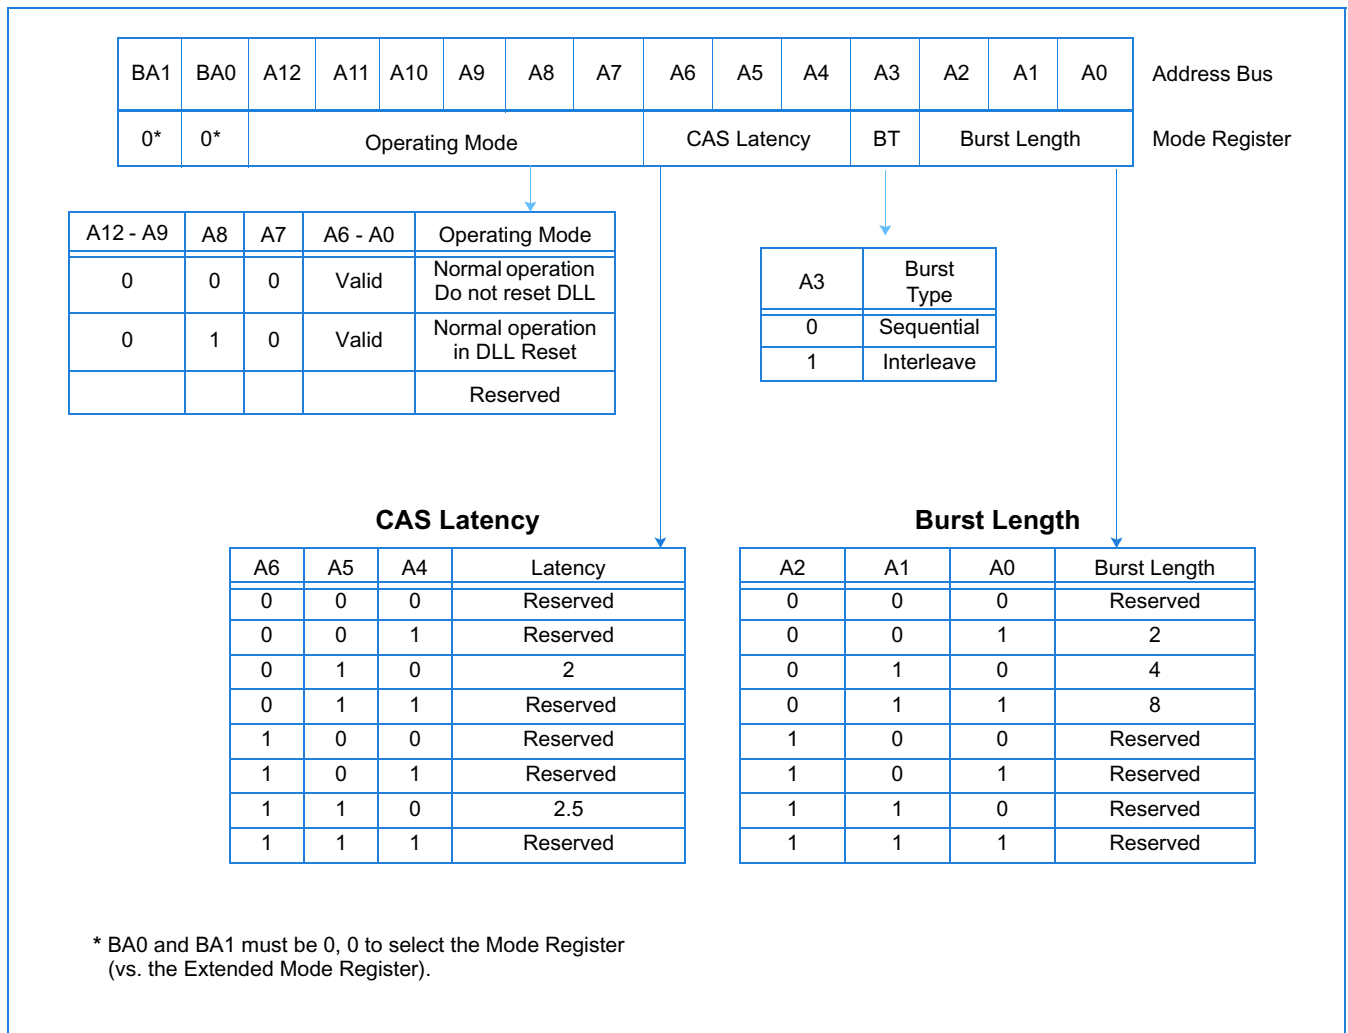 BA1 BA0 A12 A11 A10 A9 A8 A7 A6 A5 A4 A3 A2 A1 A0 Address Bus
0* 0* Operating Mode CAS Latency BT Burst Length Mode Register
A12 - A9 A8 A7 A6 - A0 Operating Mode
0 0 0 Valid Normal operation
Do not reset DLL
0 1 0 Valid Normal operation
in DLL Reset
Reserved
A3 Burst
Type
0 Sequential
1 Interleave
CAS Latency
A6 A5 A4 Latency
0 0 0 Reserved
0 0 1 Reserved
0 1 0 2
0 1 1 Reserved
1 0 0 Reserved
1 0 1 Reserved
1 1 0 2.5
1 1 1 Reserved
Burst Length
A2 A1 A0 Burst Length
0 0 0 Reserved
0 0 1 2
0 1 0 4
0 1 1 8
1 0 0 Reserved
1 0 1 Reserved
1 1 0 Reserved
1 1 1 Reserved
* BA0 and BA1 must be 0, 0 to select the Mode Register
(vs. the Extended Mode Register).